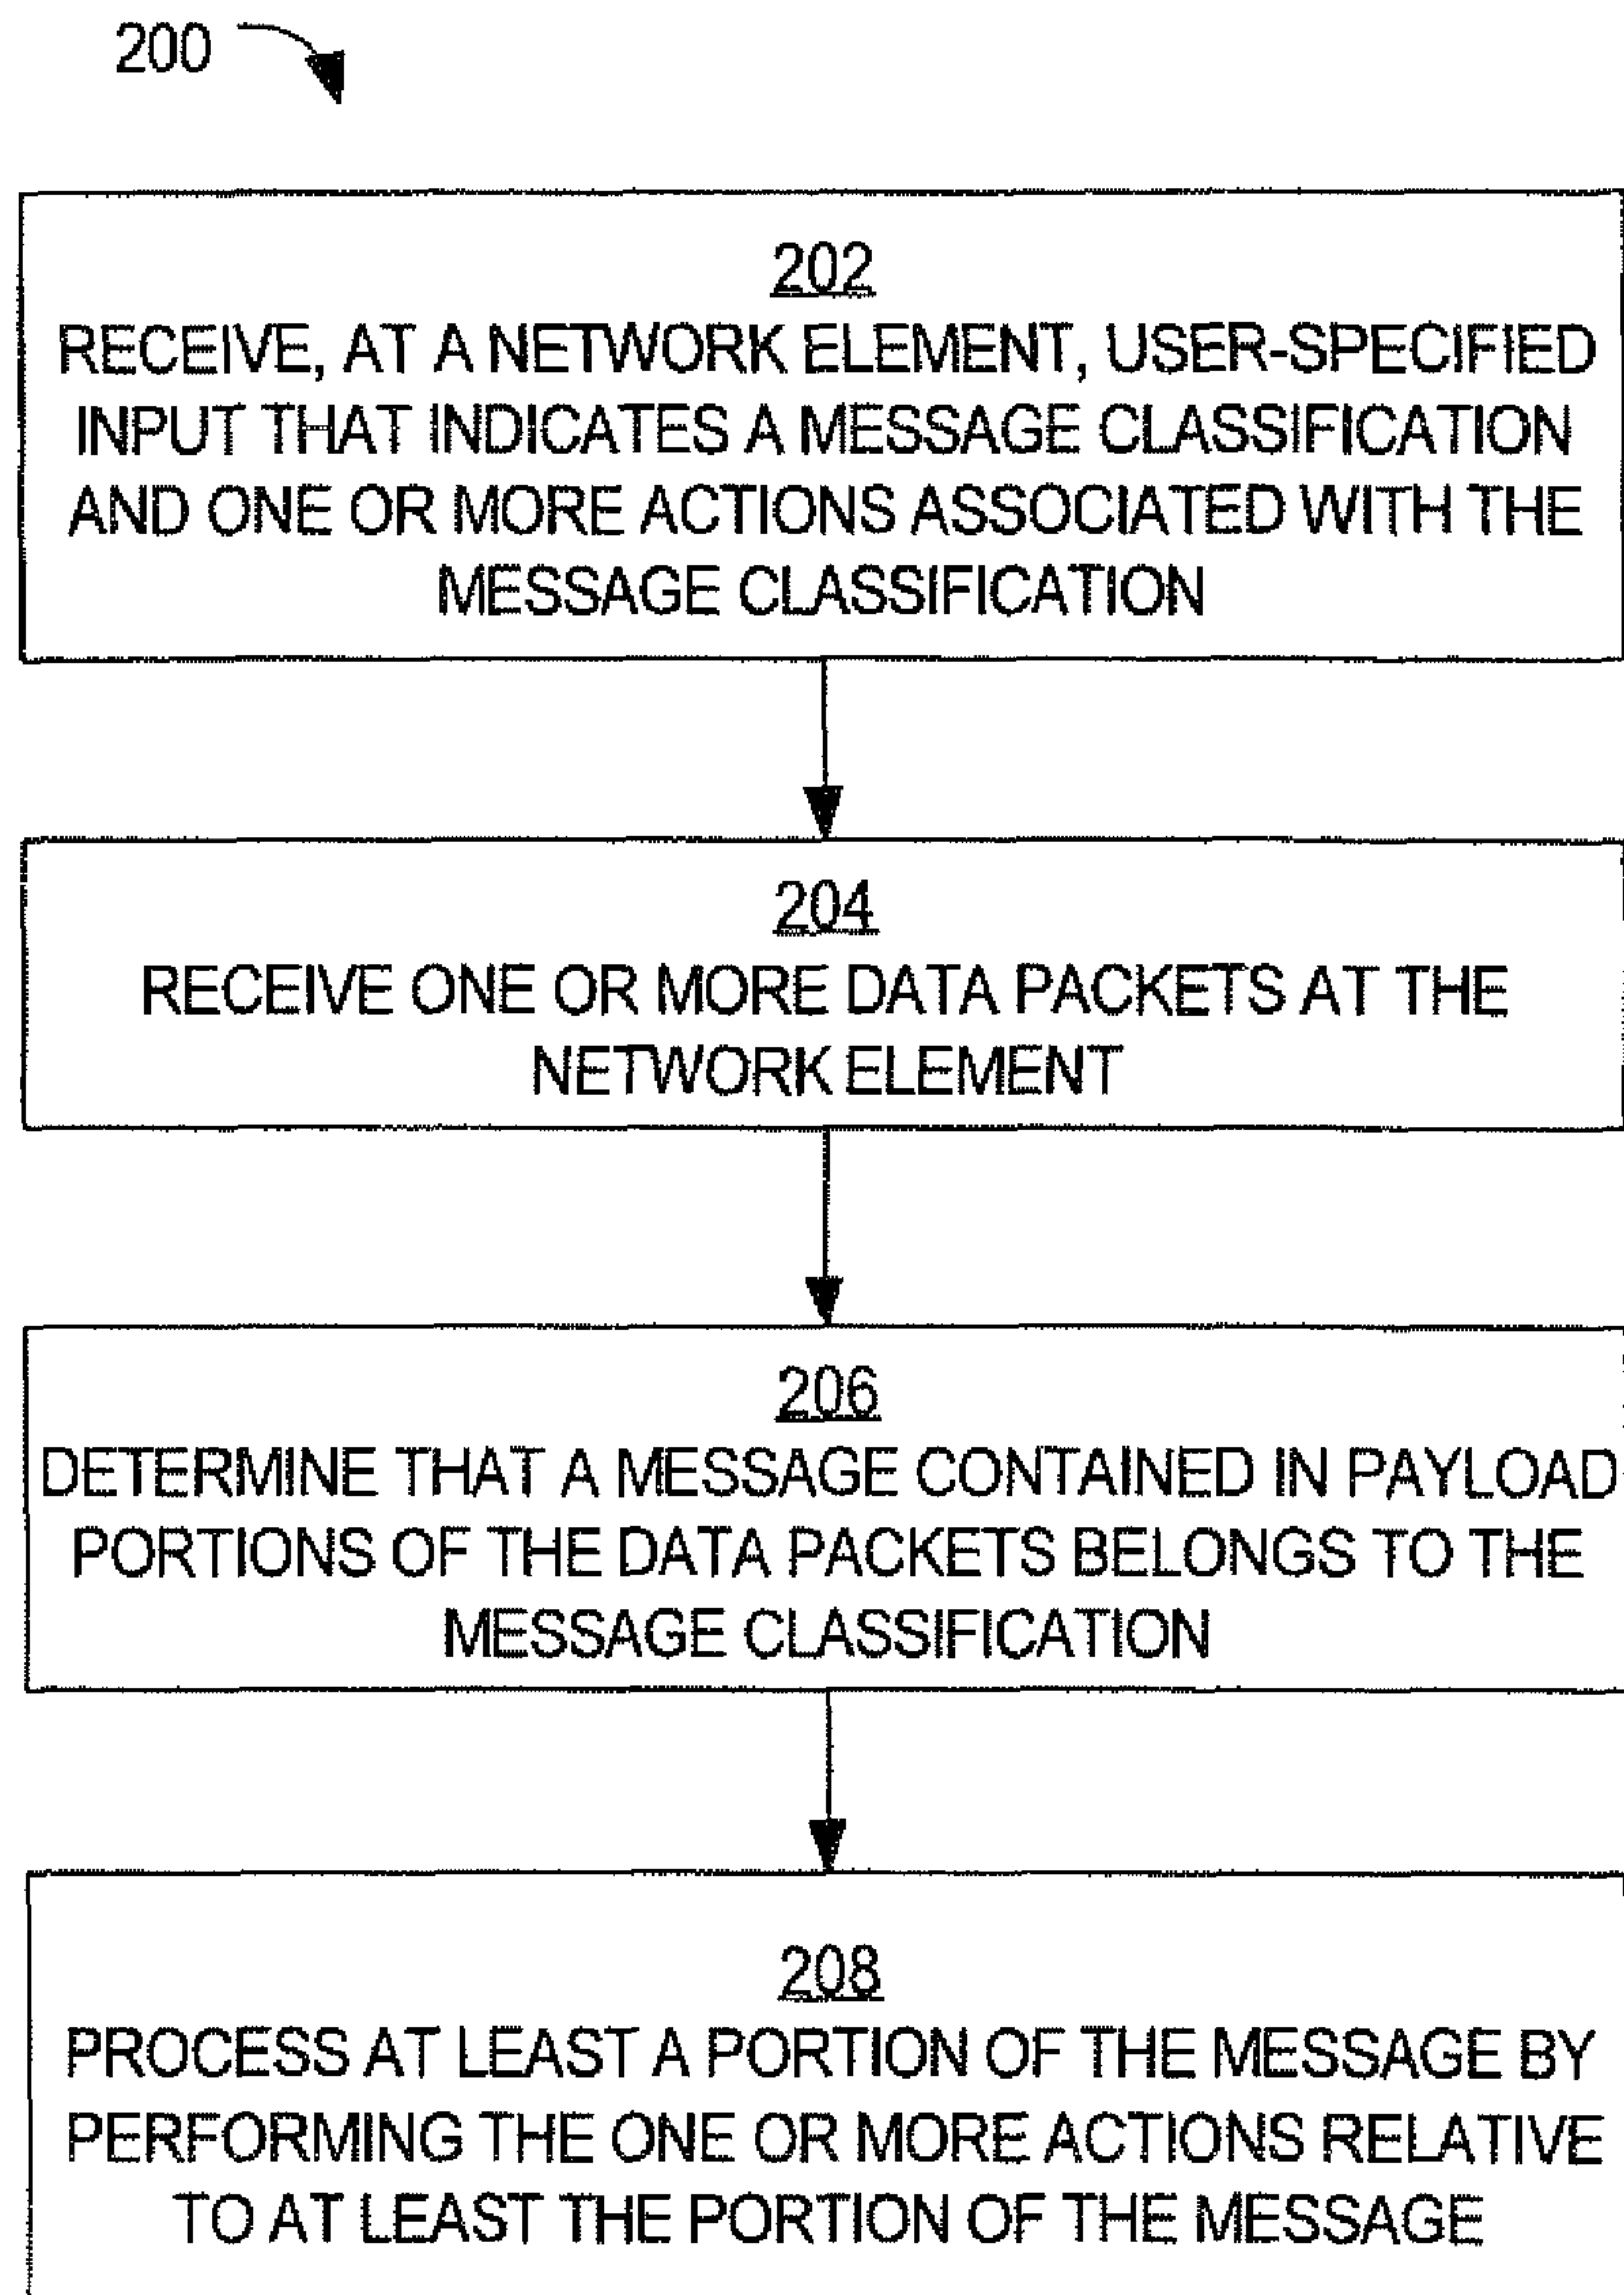 200
202
RECEIVE, AT A NETWORK ELEMENT, USER-SPECIFIED
INPUT THAT INDICATES A MESSAGE CLASSIFICATION
AND ONE OR MORE ACTIONS ASSOCIATED WITH THE
MESSAGE CLASSIFICATION
204
RECEIVE ONE OR MORE DATA PACKETS AT THE
NETWORK ELEMENT
206
DETERMINE THAT A MESSAGE CONTAINED IN PAYLOAD
PORTIONS OF THE DATA PACKETS BELONGS TO THE
MESSAGE CLASSIFICATION
208
PROCESS AT LEAST A PORTION OF THE MESSAGE BY
PERFORMING THE ONE OR MORE ACTIONS RELATIVE
TO AT LEAST THE PORTION OF THE MESSAGE